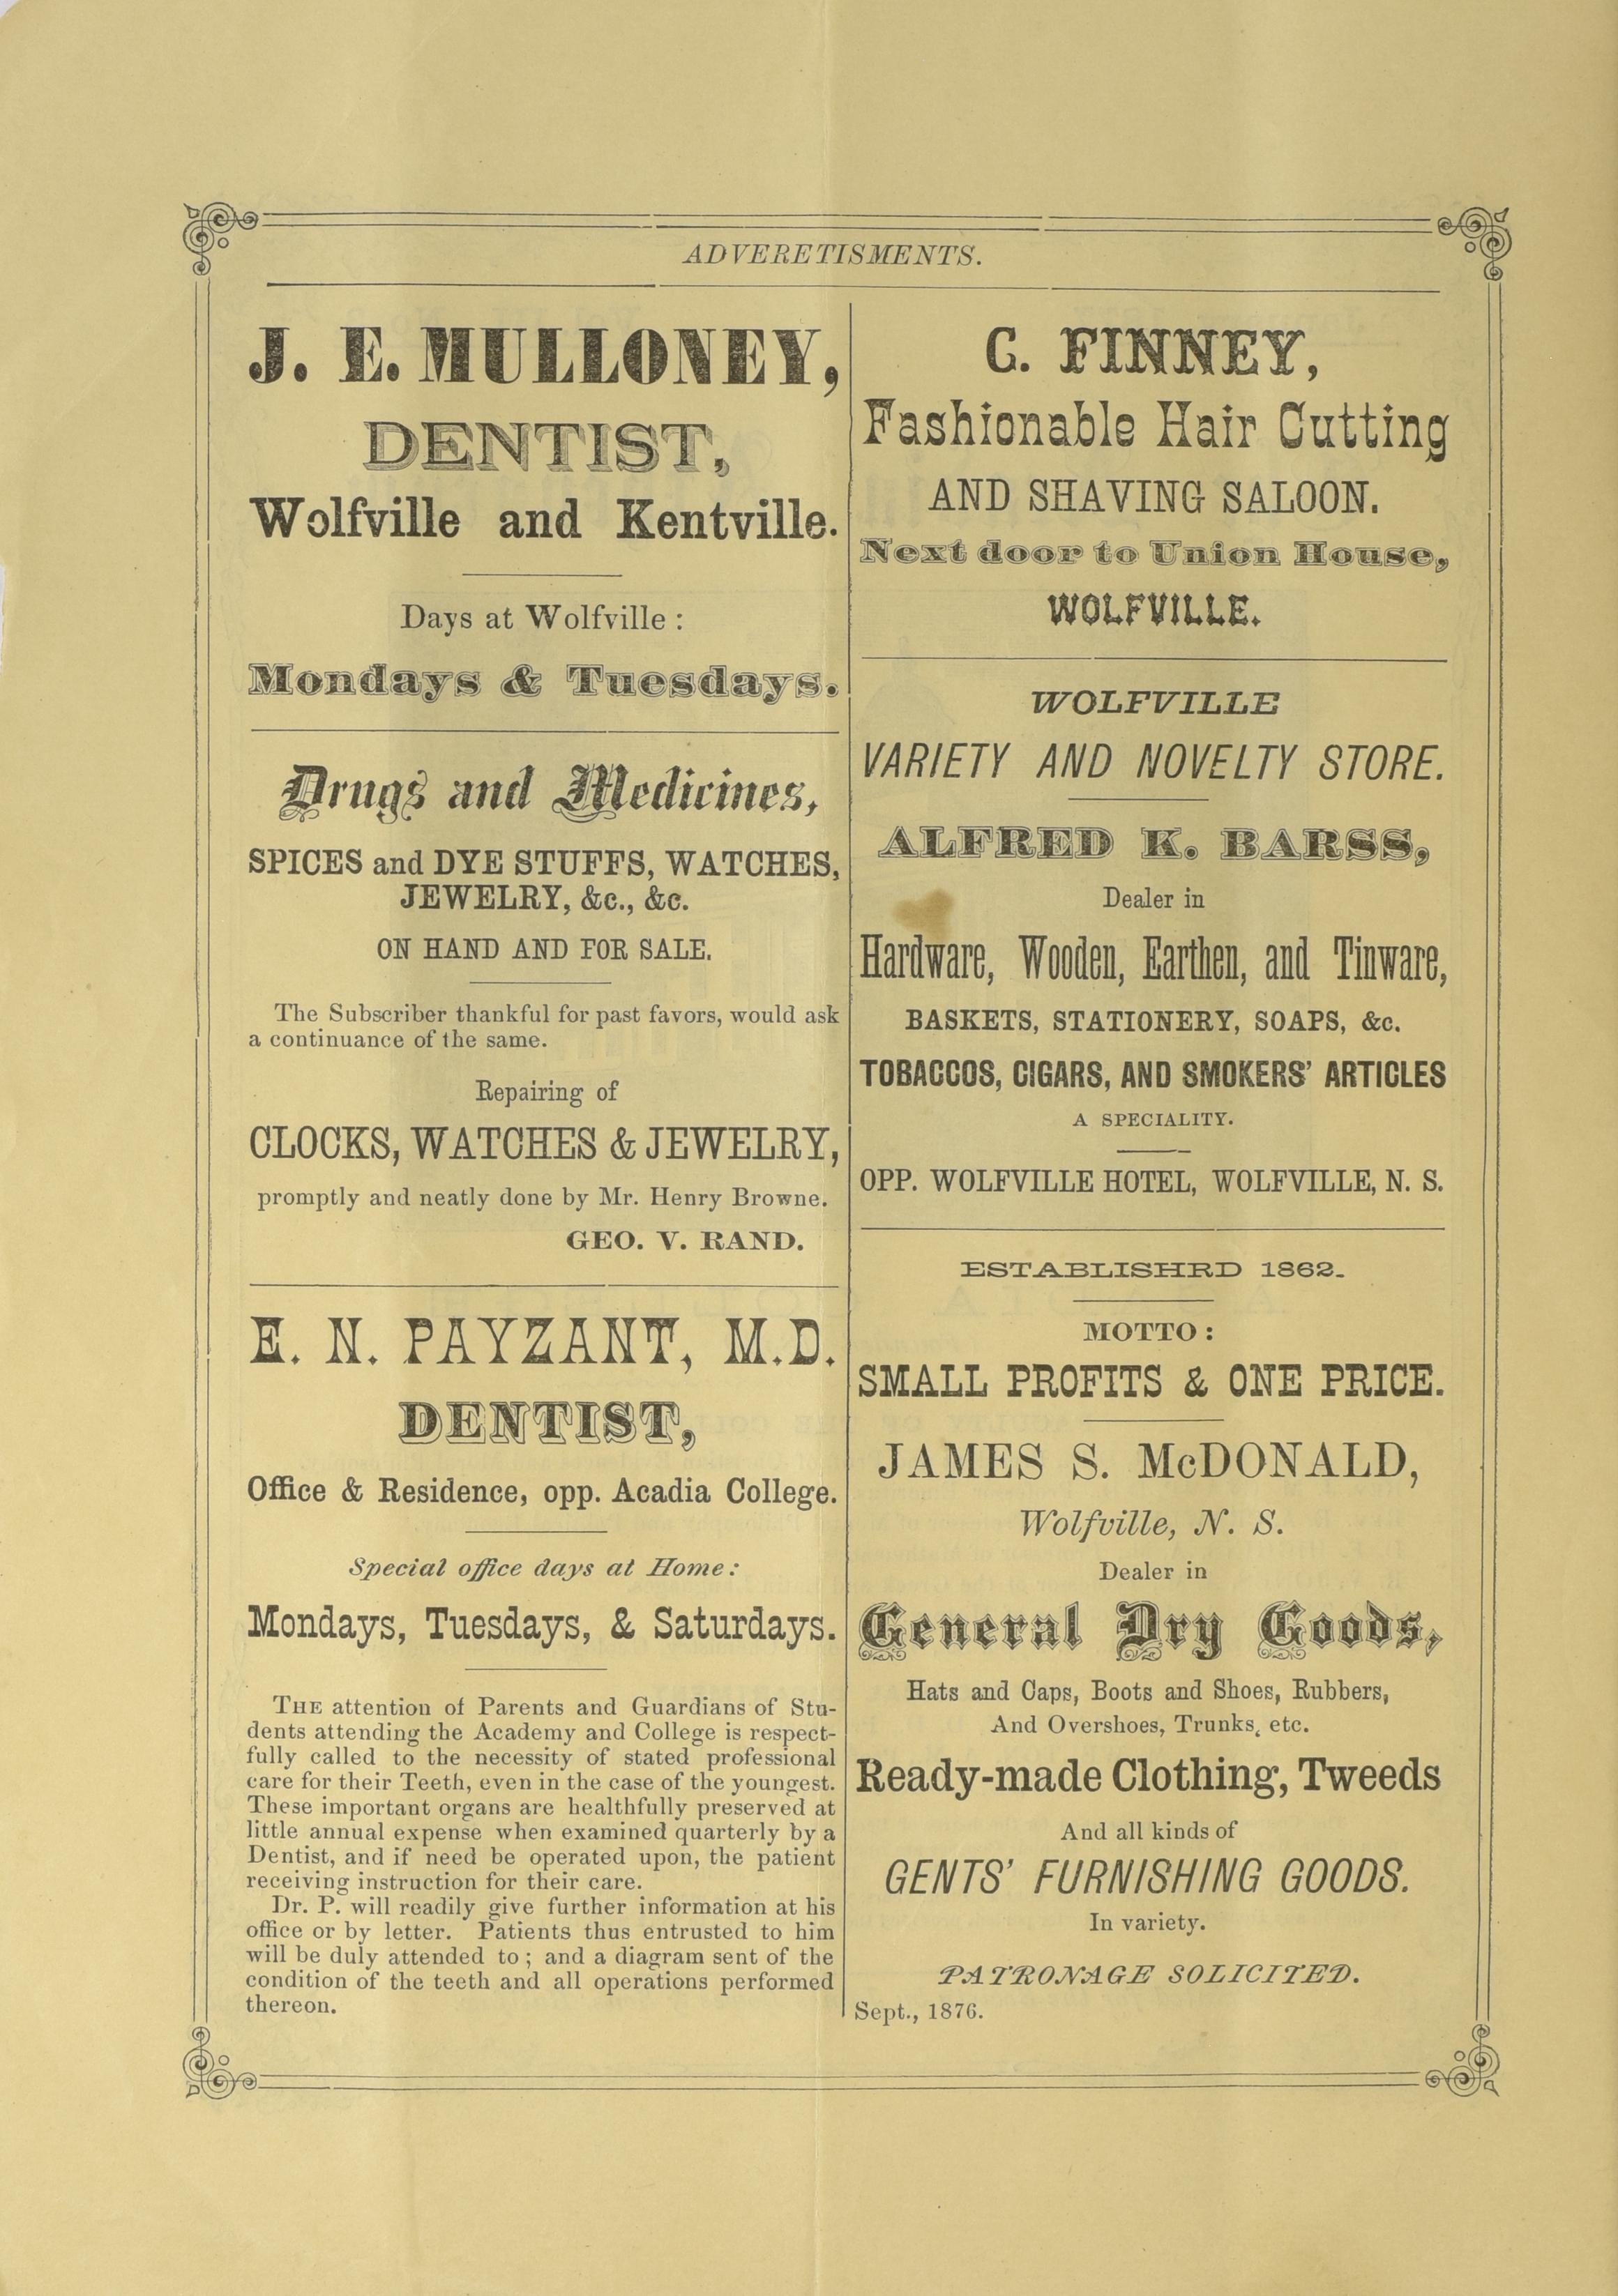 ADVERETISMENTS.
J. E. MULLONEY,
DENTIST,
Wolfville and Kentville.
Days at Wolfville :
Mondays & Tuesdays.
Drugs and Medicines,
SPICES and DYE STUFFS, WATCHES,
JEWELRY, &c., &c.
ON HAND AND FOR SALE.
The Subscriber thankful for past favors, would ask
a continuance of the same.
Repairing of
CLOCKS, WATCHES & JEWELRY,
promptly and neatly done by Mr. Henry Browne.
GEO. V. RAND.
E. N. PAYZANT, M.D.
DENTIST,
Office & Residence, opp. Acadia College.
Special office days at Home :
Mondays, Tuesdays, & Saturdays.
THE attention of Parents and Guardians of Stu-
dents attending the Academy and College is respect-
fully called to the necessity of stated professional
care for their Teeth, even in the case of the youngest.
These important organs are healthfully preserved at
little annual expense when examined quarterly by a
Dentist, and if need be operated upon, the patient
receiving instruction for their care.
Dr. P. will readily give further information at his
office or by letter. Patients thus entrusted to him
will be duly attended to ; and a diagram sent of the
condition of the teeth and all operations performed
thereon.
C. FINNEY,
Fashionable Hair Cutting
AND SHAVING SALOON.
Next door to Union House,
WOLFVILLE.
WOLFVILLE
VARIETY AND NOVELTY STORE.
ALFRED K. BARSS,
Dealer in
Hardware, Wooden, Earthen, and Tinware,
BASKETS, STATIONERY, SOAPS, &c.
TOBACCOS, CIGARS, AND SMOKERS' ARTICLES
A SPECIALITY.
OPP. WOLFVILLE HOTEL, WOLFVILLE, N. S.
ESTABLISHRD 1862.
MOTTO :
SMALL PROFITS & ONE PRICE.
JAMES S. McDONALD,
Wolfville, N. S.
Dealer in
General Dry Goods,
Hats and Caps, Boots and Shoes, Rubbers,
And Overshoes, Trunks, etc.
Ready-made Clothing, Tweeds
And all kinds of
GENTS' FURNISHING GOODS.
In variety.
PATRONAGE SOLICITED.
Sept., 1876.